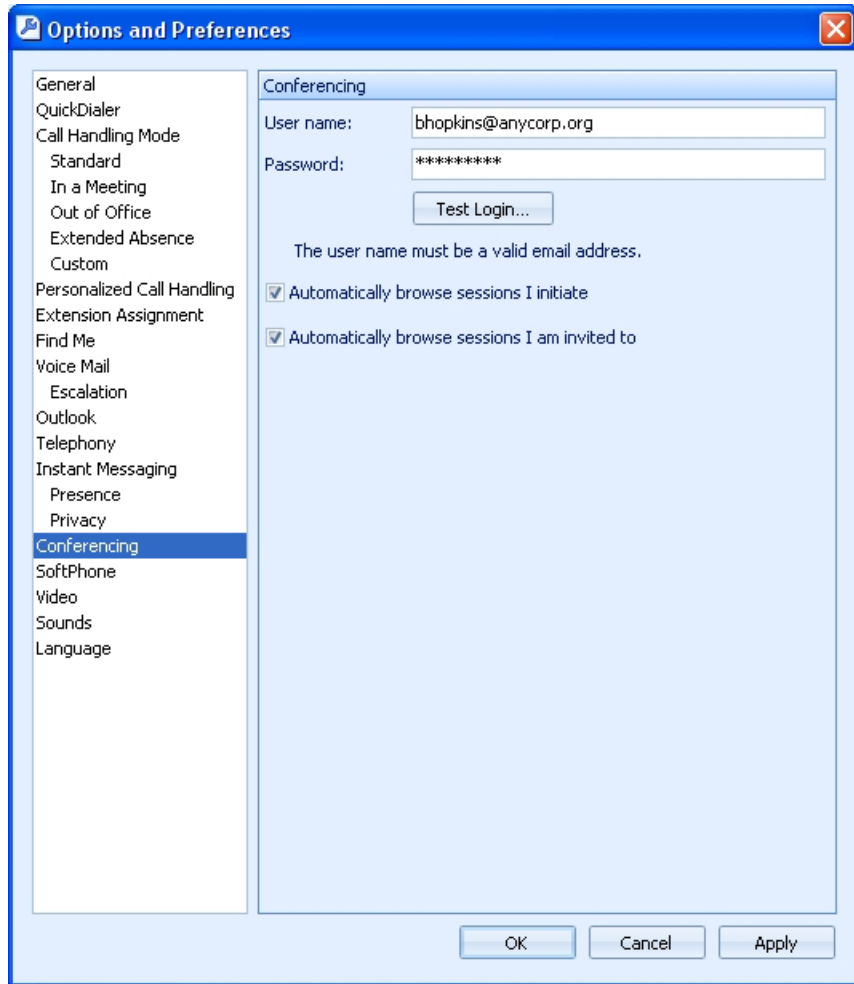 Options and Preferences
General
QuickDialer
Call Handling Mode
Standard
In a Meeting
Out of Office
Extended Absence
Custom
Personalized Call Handling
Extension Assignment
Find Me
Voice Mail
Escalation
Outlook
Telephony
Instant Messaging
Presence
Privacy
Conferencing
SoftPhone
Video
Sounds
Language
Conferencing
User name: bhopkins@anycorp.org
Password: *********
Test Login...
The user name must be a valid email address.
Automatically browse sessions I initiate
Automatically browse sessions I am invited to
OK Cancel Apply